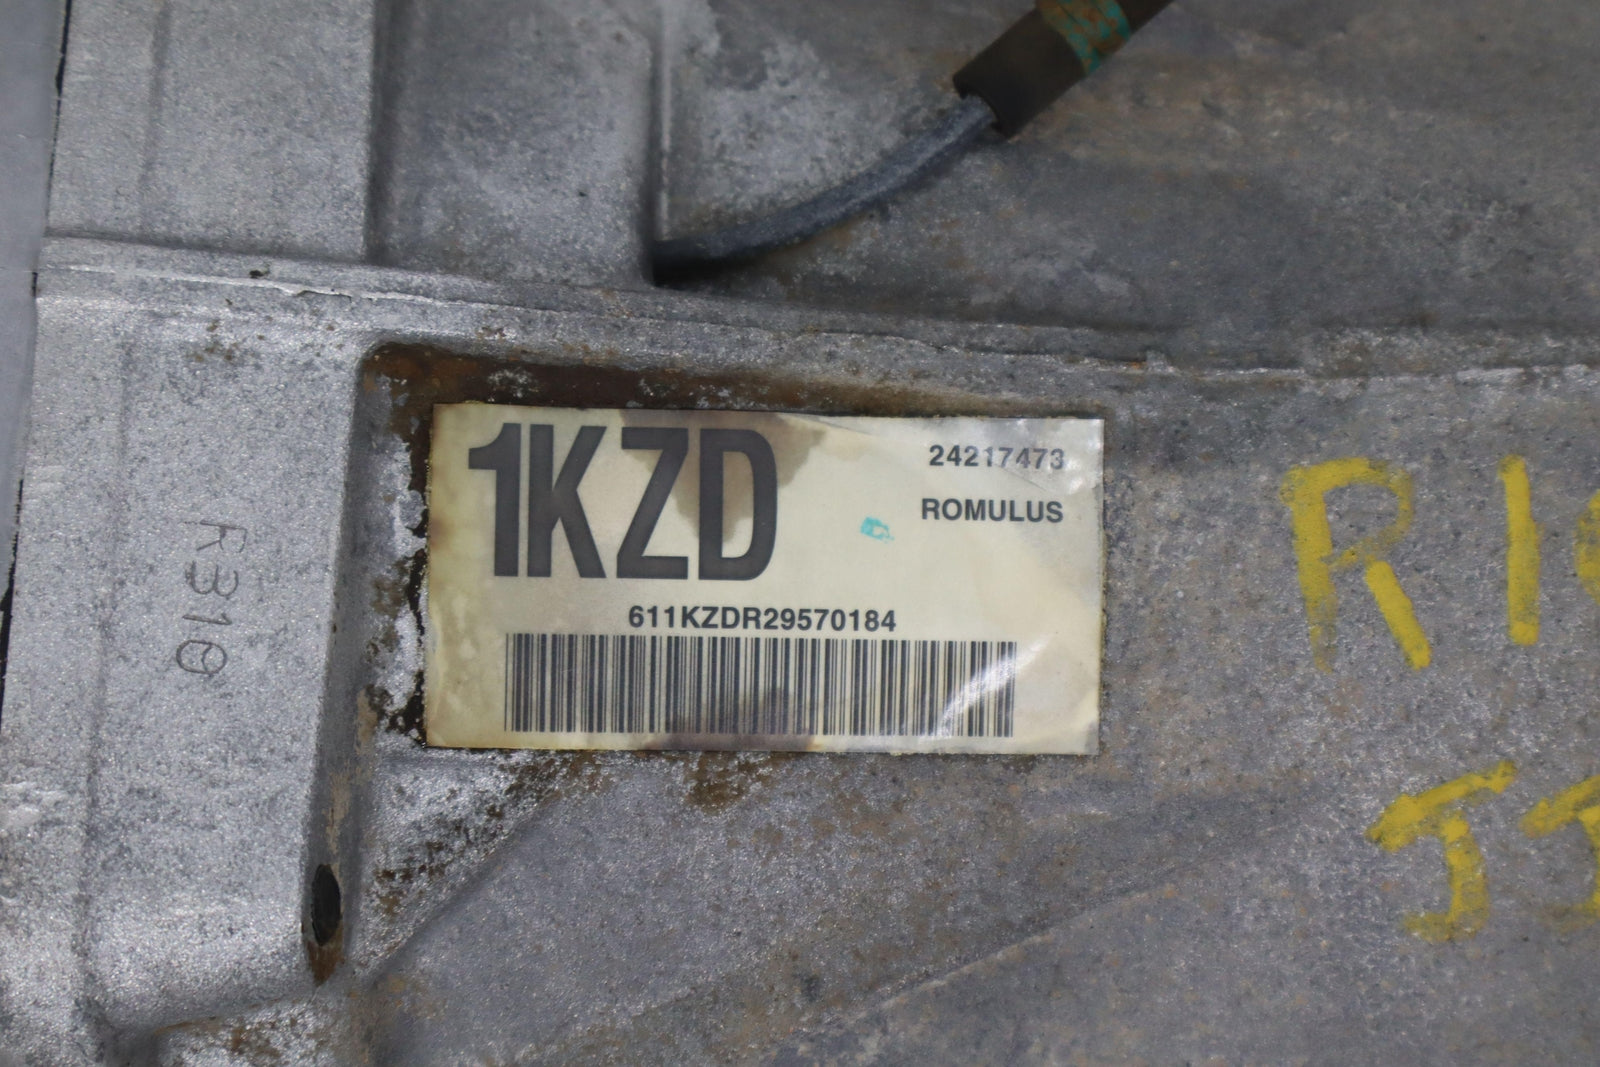 1KZD
24217473
ROMULUS
611KZDR29570184
R310